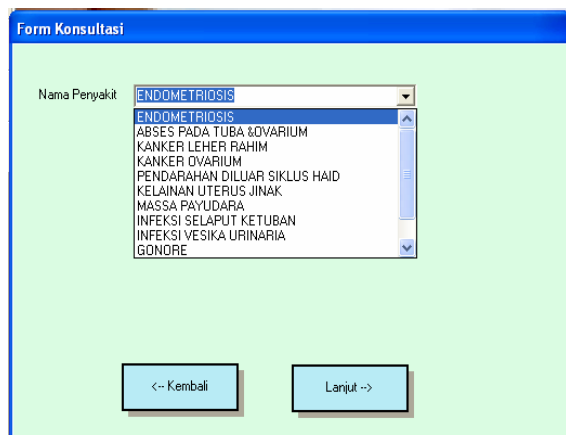 Form Konsultasi
Nama Penyakit ENDOMETRIOSIS
ENDOMETRIOSIS
ABSES PADA TUBA &OVARIUM
KANKER LEHER RAHIM
KANKER OVARIUM
PENDARAHAN DILUAR SIKLUS HAID
KELAINAN UTERUS JINAK
MASSA PAYUDARA
INFEKSI SELAPUT KETUBAN
INFEKSI VESIKA URINARIA
GONORE
<-- Kembali Lanjut -->